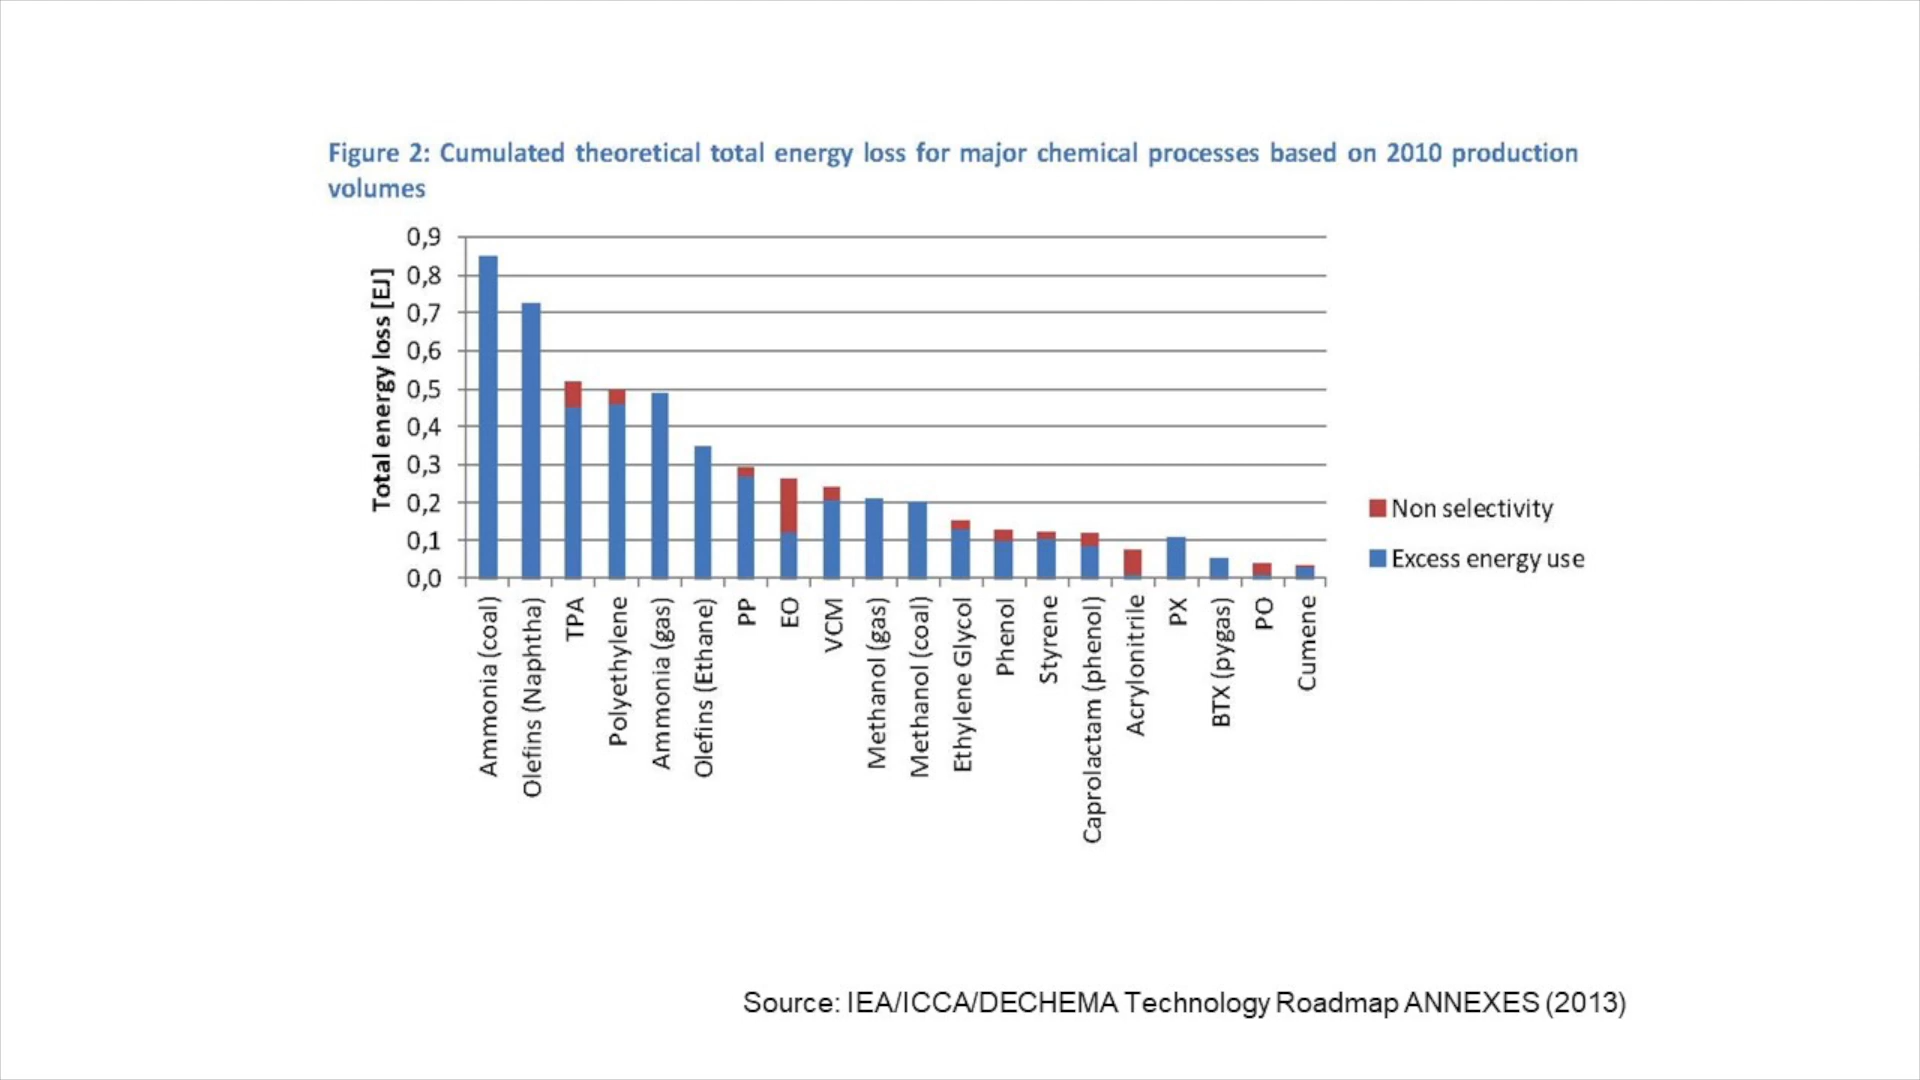 Figure 2: Cumulated theoretical total energy loss for major chemical processes based on 2010 production
volumes
Total energy loss [EJ]
0,9
0,8
0,7
0,6
0,5
0,4
0,3
0,2
0,1
0,0
Ammonia (coal)
Olefins (Naphtha)
TPA
Polyethylene
Ammonia (gas)
Olefins (Ethane)
PP
EO
VCM
Methanol (gas)
Methanol (coal)
Ethylene Glycol
Phenol
Styrene
Caprolactam (phenol)
Acrylonitrile
PX
BTX (pygas)
PO
Cumene
Non selectivity
Excess energy use
Source: IEA/ICCA/DECHEMA Technology Roadmap ANNEXES (2013)